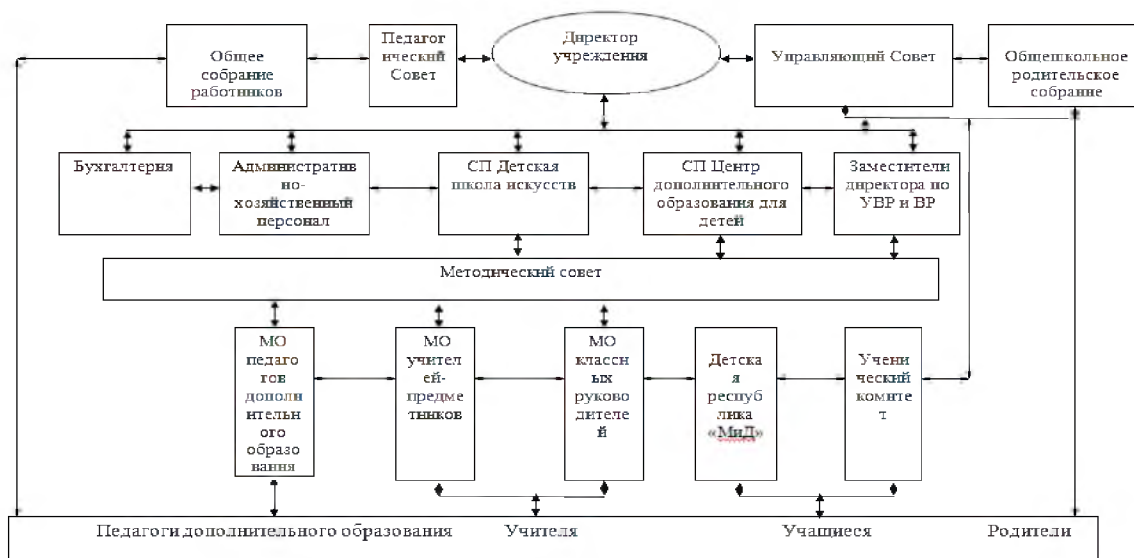 Общее
собрание
работников
Педагог
ический
Совет
Директор
учреждения
Управляющий Совет
Общешкольное
родительское
собрание
Бухгалтерия
Административ
но-
хозяйственный
персонал
СП Детская
школа искусств
СП Центр
дополнительного
образования для
детей
Заместители
директора по
УВР и ВР
Методический совет
МО
педаго
гов
дополн
ительн
ого
образо
вания
МО
учител
ей-
предме
тников
МО
классн
ых
руково
дителе
й
Детска
я
респуб
лика
«МиД»
Учени
ческий
комите
т
Педагоги дополнительного образования Учителя Учащиеся Родители